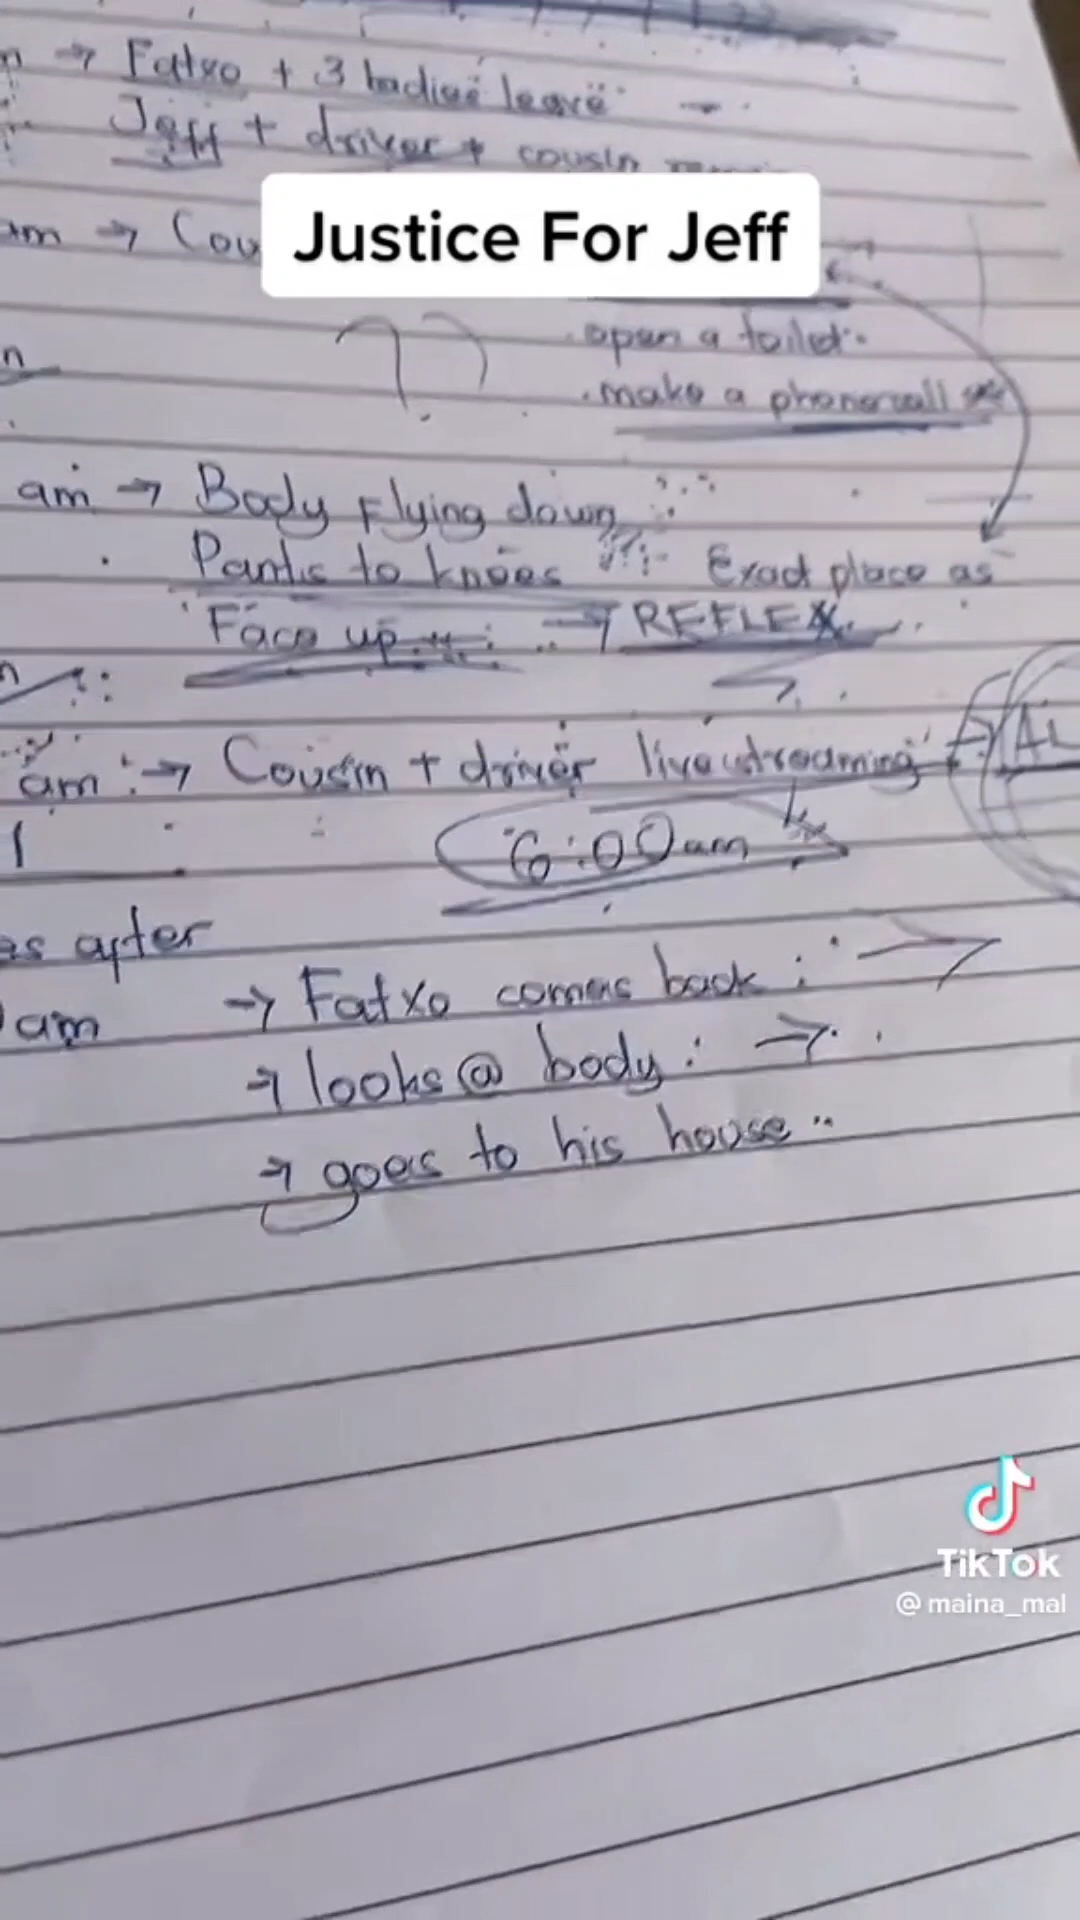 → Fatxo + 3 ladies leave
Jeff + driver + cousin
am → Cou
Justice For Jeff
open a toilet.
make a phonecall
??
am → Body Flying down
Pants to knees ??? Exact place as
Face up → REFLEX.
am → Cousin + driver livestreaming →
6:00am
as after
am → Fatxo comes back : →
→ looks @ body : →
→ goes to his house ..
TikTok
@maina_mal